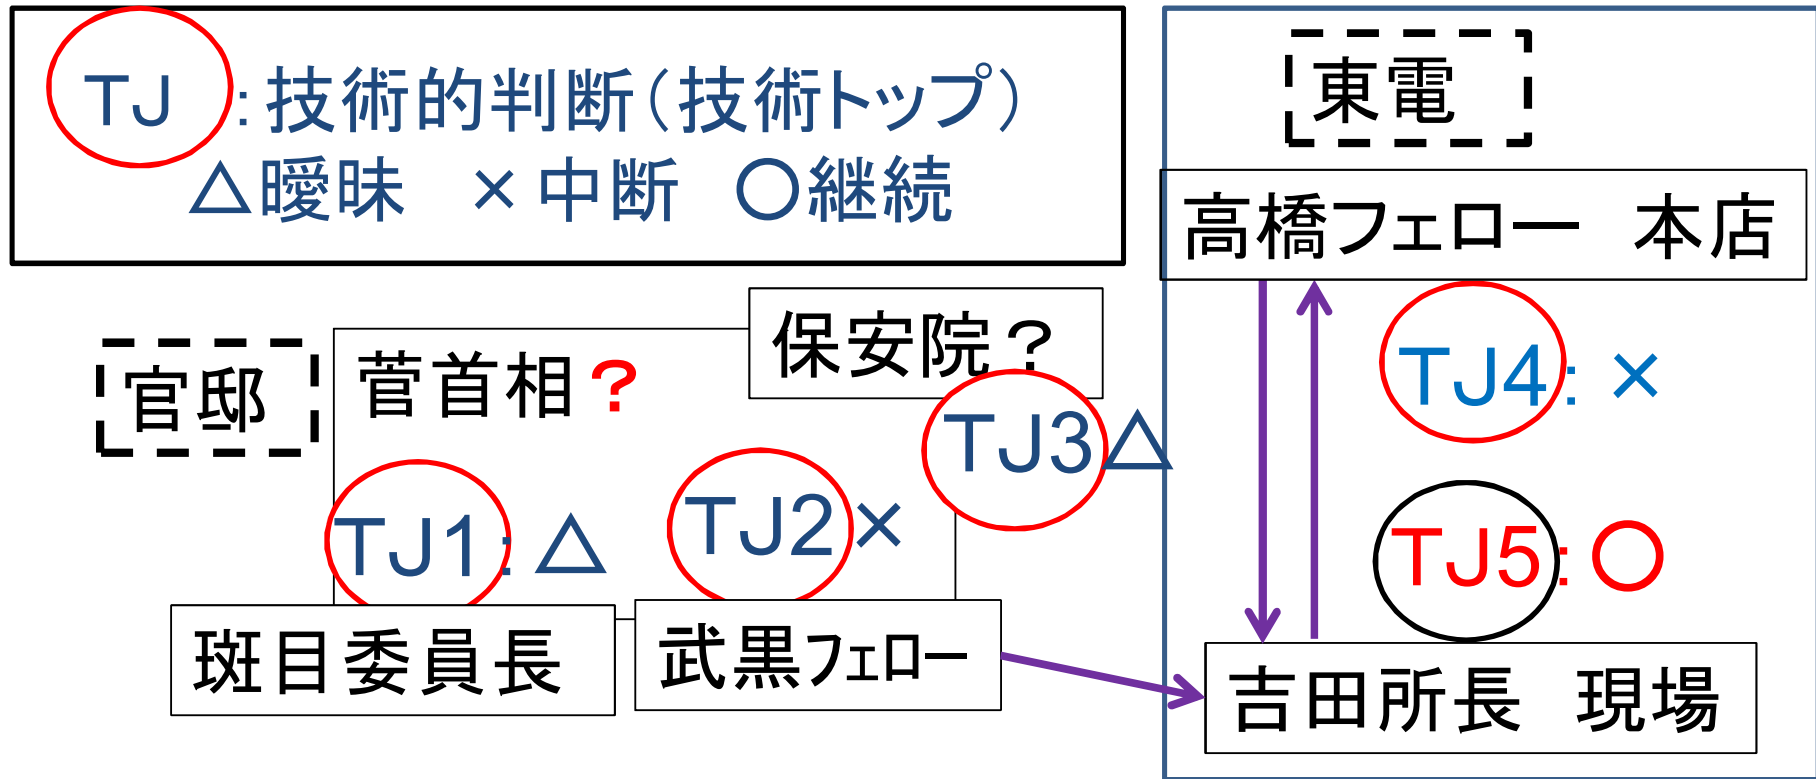 TJ：技術的判断（技術トップ）
△曖昧　×中断　〇継続
東電
高橋フェロー　本店
官邸
菅首相？
保安院？
TJ1：△
TJ2×
TJ3△
TJ4：×
TJ5：〇
班目委員長
武黒フェロー
吉田所長　現場